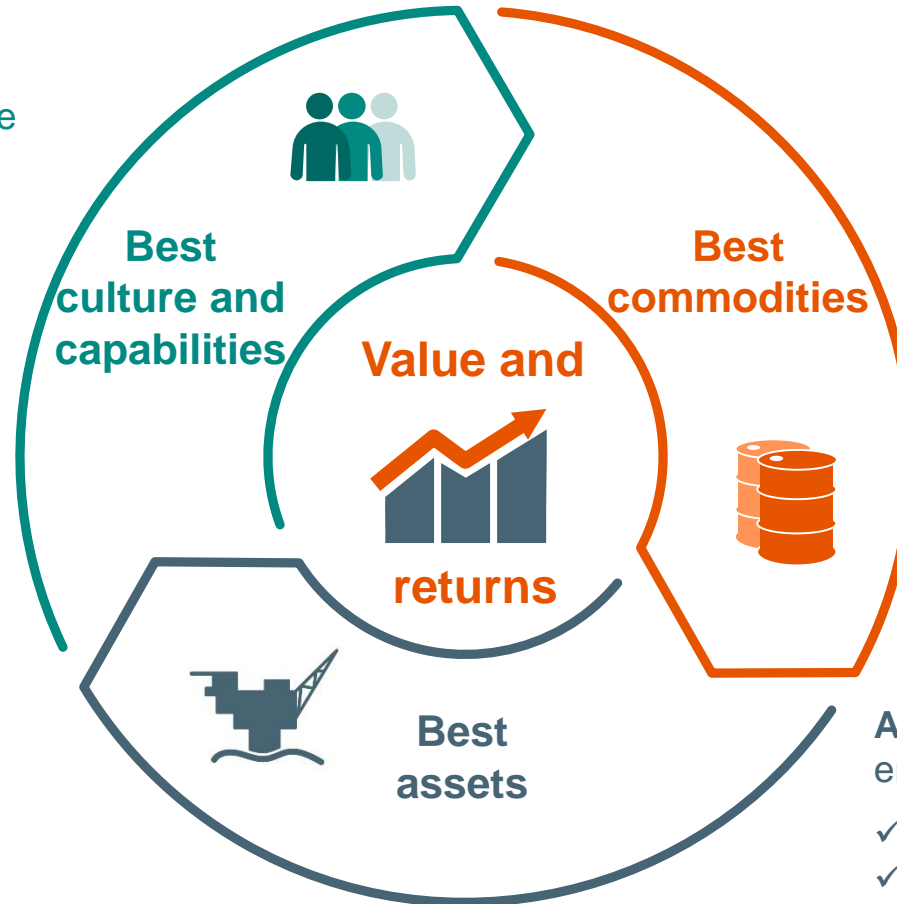 Best
culture and
capabilities
Best
commodities
Value and
returns
Best
assets